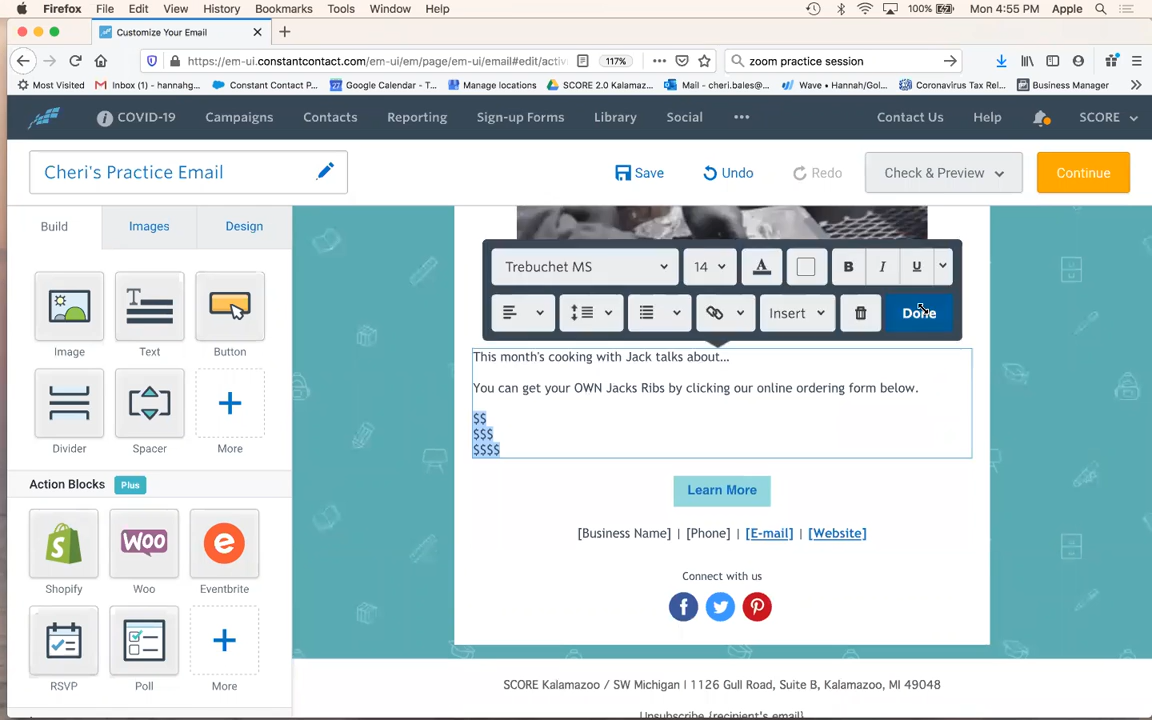 Firefox File Edit View History Bookmarks Tools Window Help 100% Mon 4:55 PM Apple
Customize Your Email
https://em-ui.constantcontact.com/em-ui/em/page/em-ui/email#edit/activ 117% zoom practice session
Most Visited Inbox (1) - hannahg... Constant Contact P... Google Calendar - T... Manage locations SCORE 2.0 Kalamaz... Mail - cheri.bales@... Wave • Hannah/Gol... Coronavirus Tax Rel... Business Manager
COVID-19 Campaigns Contacts Reporting Sign-up Forms Library Social ••• Contact Us Help SCORE
Cheri's Practice Email Save Undo Redo Check & Preview Continue
Build Images Design
Trebuchet MS 14 A B I U
Insert Done
Image Text Button
Divider Spacer More
Action Blocks Plus
Shopify Woo Eventbrite
RSVP Poll More
This month's cooking with Jack talks about...
You can get your OWN Jacks Ribs by clicking our online ordering form below.
$$
$$$
$$$$
Learn More
[Business Name] | [Phone] | [E-mail] | [Website]
Connect with us
SCORE Kalamazoo / SW Michigan | 1126 Gull Road, Suite B, Kalamazoo, MI 49048
Unsubscribe {recipient's email}